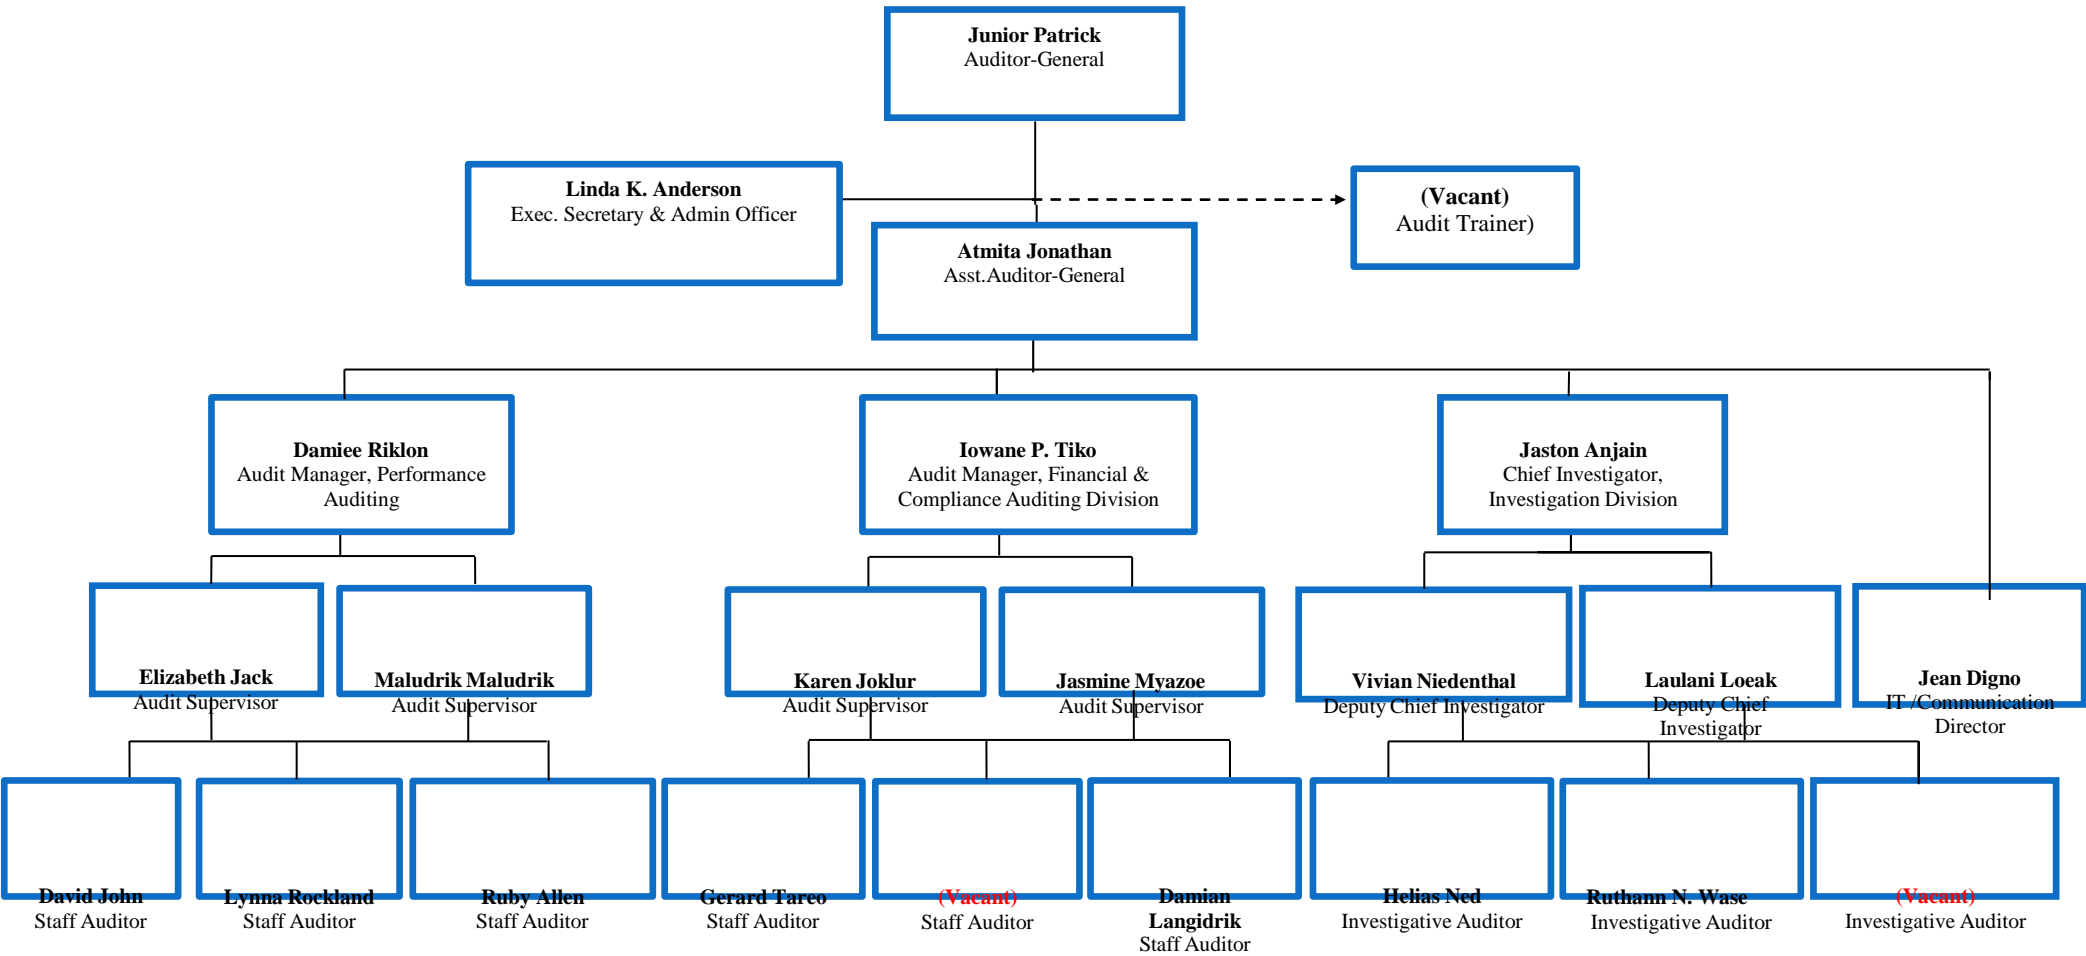 Junior Patrick
Auditor-General
Linda K. Anderson
Exec. Secretary & Admin Officer
(Vacant)
Audit Trainer)
Atmita Jonathan
Asst.Auditor-General
Damiee Riklon
Audit Manager, Performance
Auditing
Iowane P. Tiko
Audit Manager, Financial &
Compliance Auditing Division
Jaston Anjain
Chief Investigator,
Investigation Division
Elizabeth Jack
Audit Supervisor
Maludrik Maludrik
Audit Supervisor
Karen Joklur
Audit Supervisor
Jasmine Myazoe
Audit Supervisor
Vivian Niedenthal
Deputy Chief Investigator
Laulani Loeak
Deputy Chief
Investigator
Jean Digno
IT /Communication
Director
David John
Staff Auditor
Lynna Rockland
Staff Auditor
Ruby Allen
Staff Auditor
Gerard Tareo
Staff Auditor
(Vacant)
Staff Auditor
Damian
Langidrik
Staff Auditor
Helias Ned
Investigative Auditor
Ruthann N. Wase
Investigative Auditor
(Vacant)
Investigative Auditor